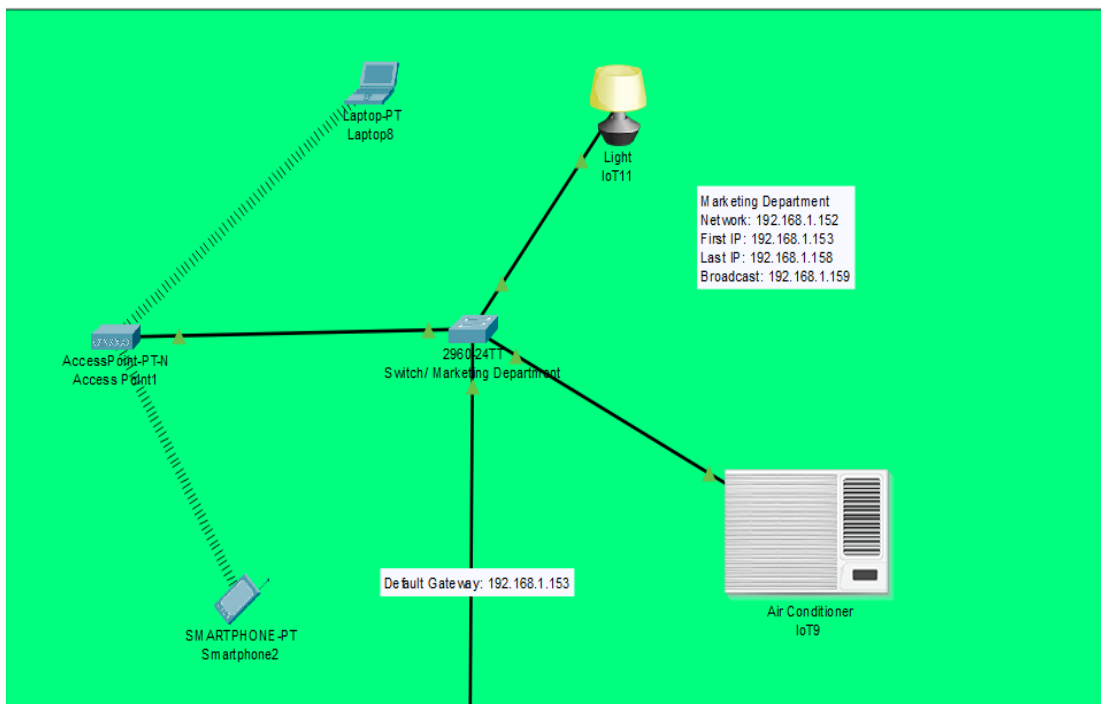 Laptop-PT
Laptop8
Light
IoT11
Marketing Department
Network: 192.168.1.152
First IP: 192.168.1.153
Last IP: 192.168.1.158
Broadcast: 192.168.1.159
AccessPoint-PT-N
Access Point1
2960-24TT
Switch/ Marketing Department
Default Gateway: 192.168.1.153
SMARTPHONE-PT
Smartphone2
Air Conditioner
IoT9